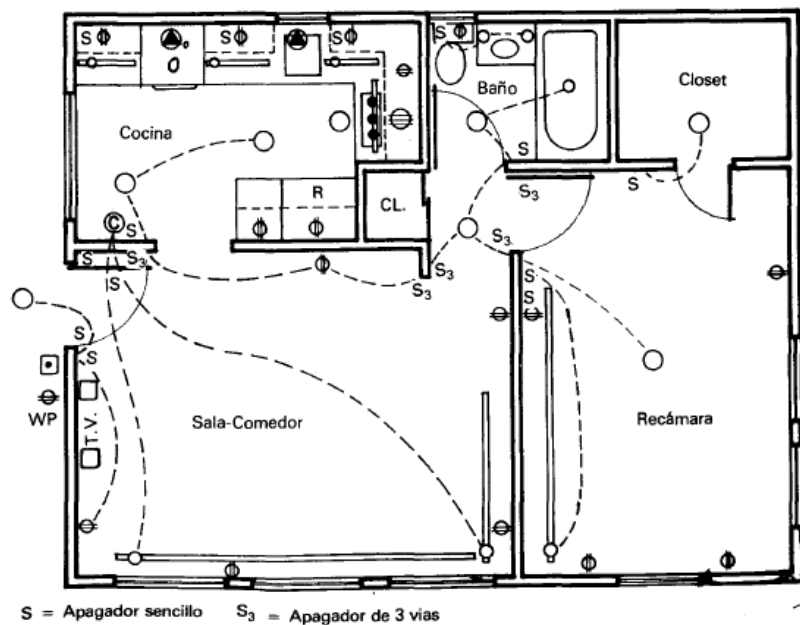 S S S S
Baño
Closet
Cocina
S
S
R
CL.
S₃
C
S
S₃
S S₃
S₃
S
S₃
S
S
S
S
WP
T.V.
Sala-Comedor
Recámara
S = Apagador sencillo S₃ = Apagador de 3 vias